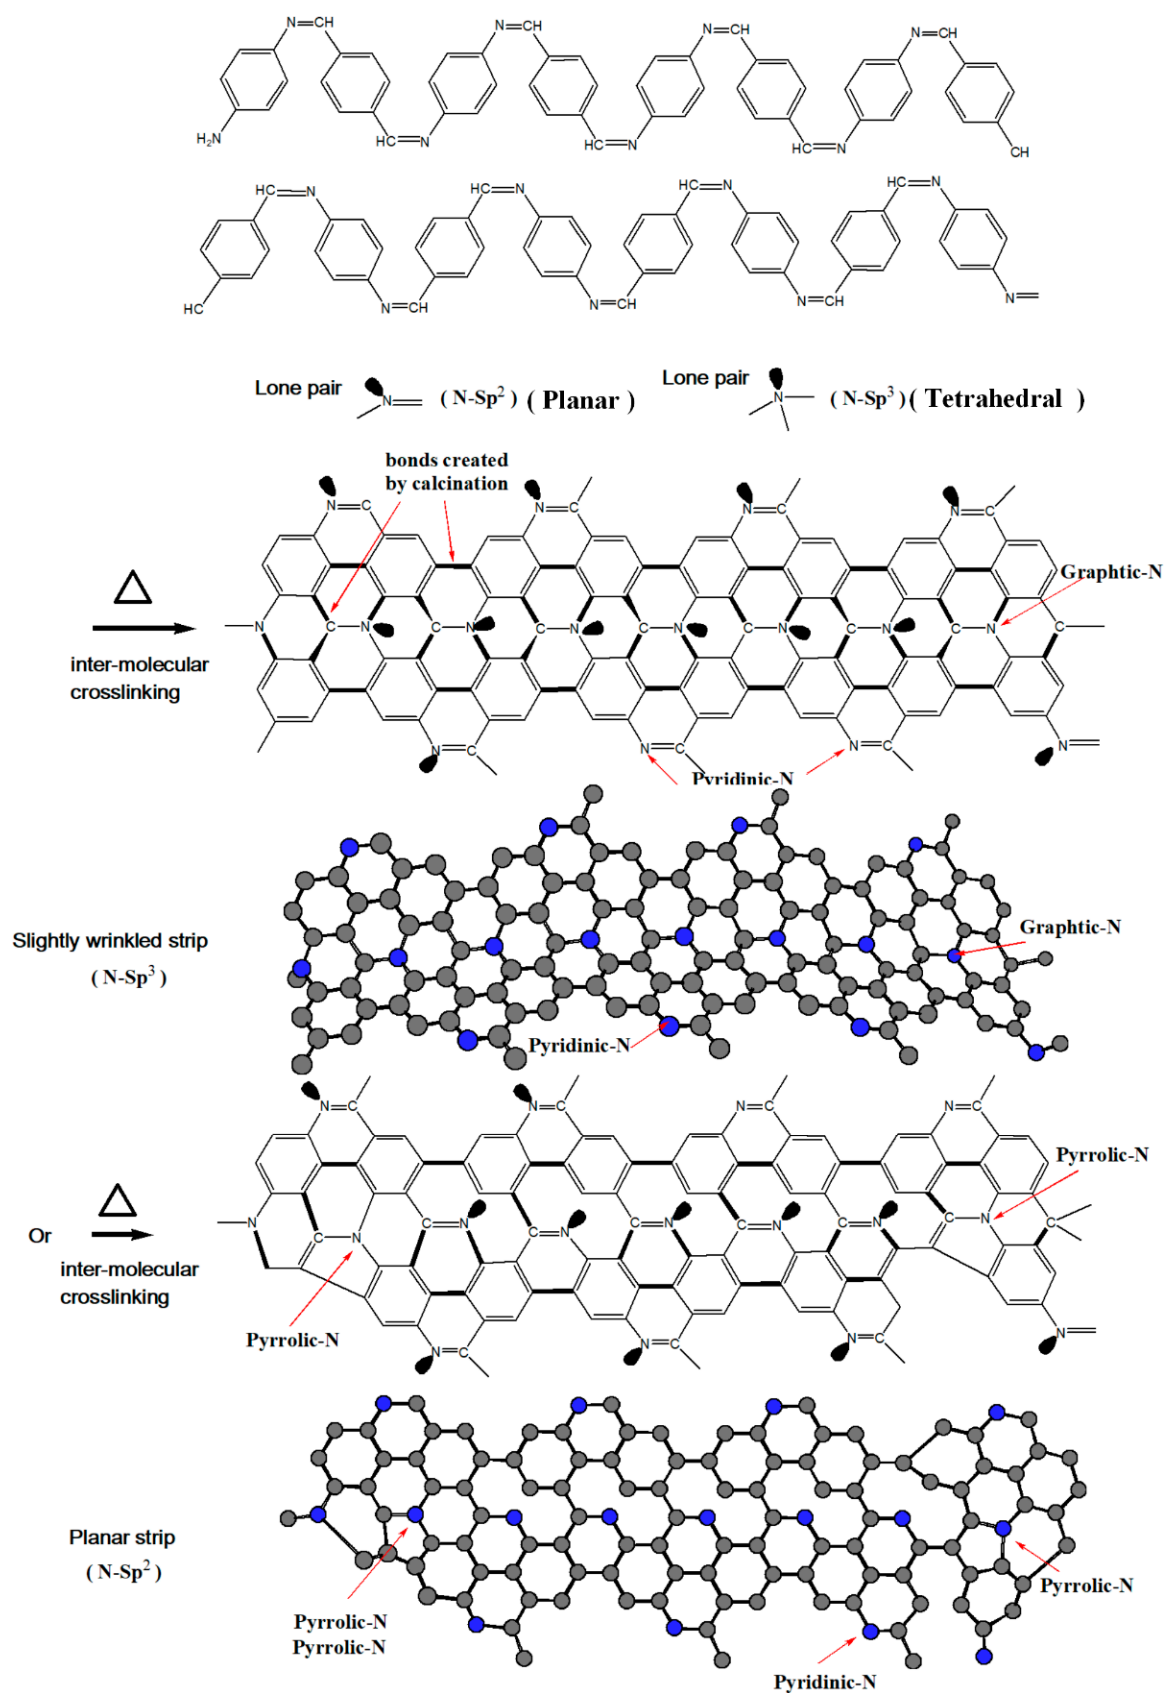 N=CH N=CH N=CH N=CH
H2N HC=N HC=N HC=N CH
HC=N HC=N HC=N HC=N
HC N=CH N=CH N=CH N=
Lone pair N (N-Sp2) ( Planar ) Lone pair N (N-Sp3) ( Tetrahedral )
bonds created
by calcination
N=C N=C N=C N=C
Graphtic-N
N C N N C N N C N N C N C
inter-molecular
crosslinking
N=C N=C N=C N=
Pyridinic-N
Slightly wrinkled strip
( N-Sp3 )
Graphtic-N
Pyridinic-N
N=C N=C N=C N=C
Pyrrolic-N
N C=N C=N C=N C N C
C N C=N C=N C=N
Or
inter-molecular
crosslinking
Pyrrolic-N
N=C N=C N=C N=
Planar strip
( N-Sp2 )
Pyrrolic-N
Pyrrolic-N
Pyrrolic-N
Pyridinic-N